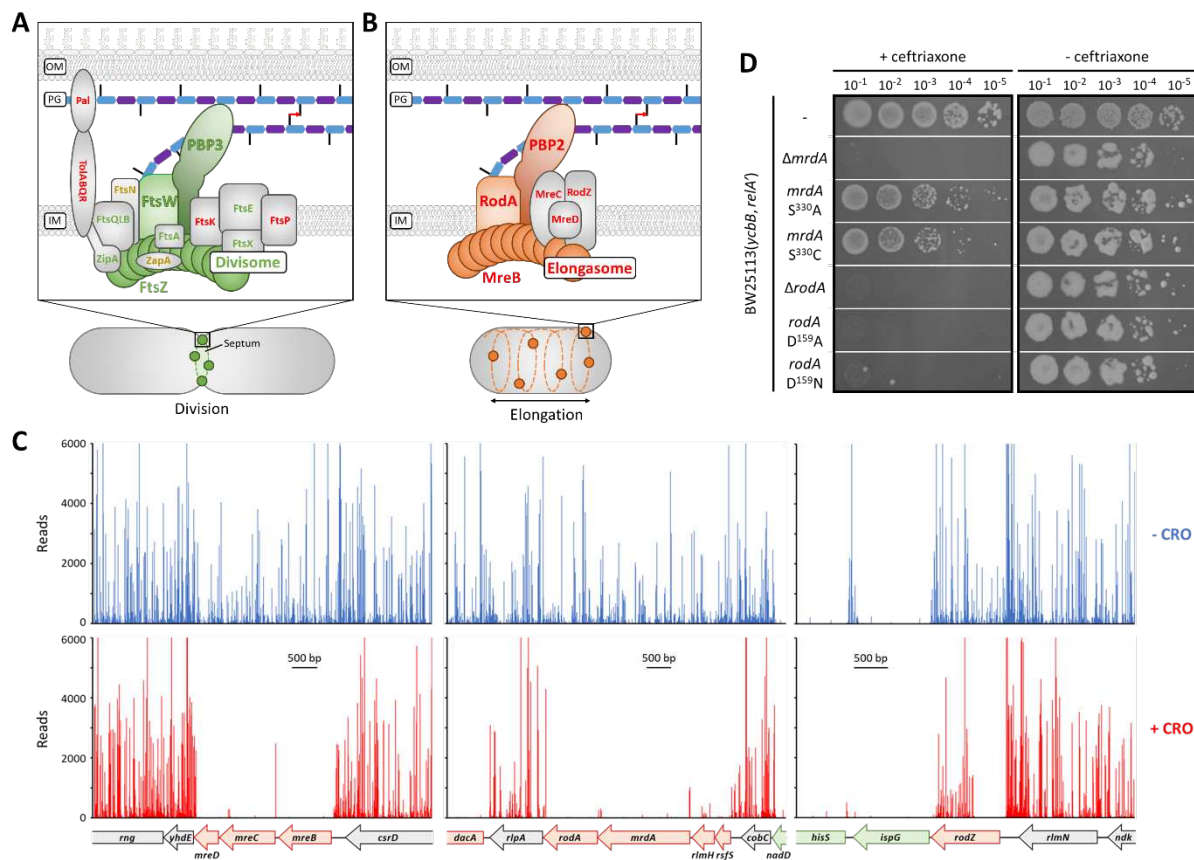 A
OM
PG
Pal
TolABQR
PBP3
FtsN
FtsW
FtsQLB
FtsA
FtsK
FtsE
FtsP
IM
FtsX
ZipA
ZapA
Divisome
FtsZ
Septum
Division
B
OM
PG
PBP2
MreC
RodZ
RodA
IM
MreD
MreB
Elongasome
Elongation
D
+ ceftriaxone
- ceftriaxone
10-1 10-2 10-3 10-4 10-5
10-1 10-2 10-3 10-4 10-5
BW25113(ycbB, relA')
-
ΔmrdA
mrdA
S330A
mrdA
S330C
ΔrodA
rodA
D159A
rodA
D159N
C
6000
4000
2000
0
Reads
- CRO
6000
4000
2000
0
Reads
500 bp
500 bp
500 bp
+ CRO
rng yhdE mreD mreC mreB csrD
dacA rlpA rodA mrdA rlmH rsfS cobC nadD
hisS ispG rodZ rlmN ndk